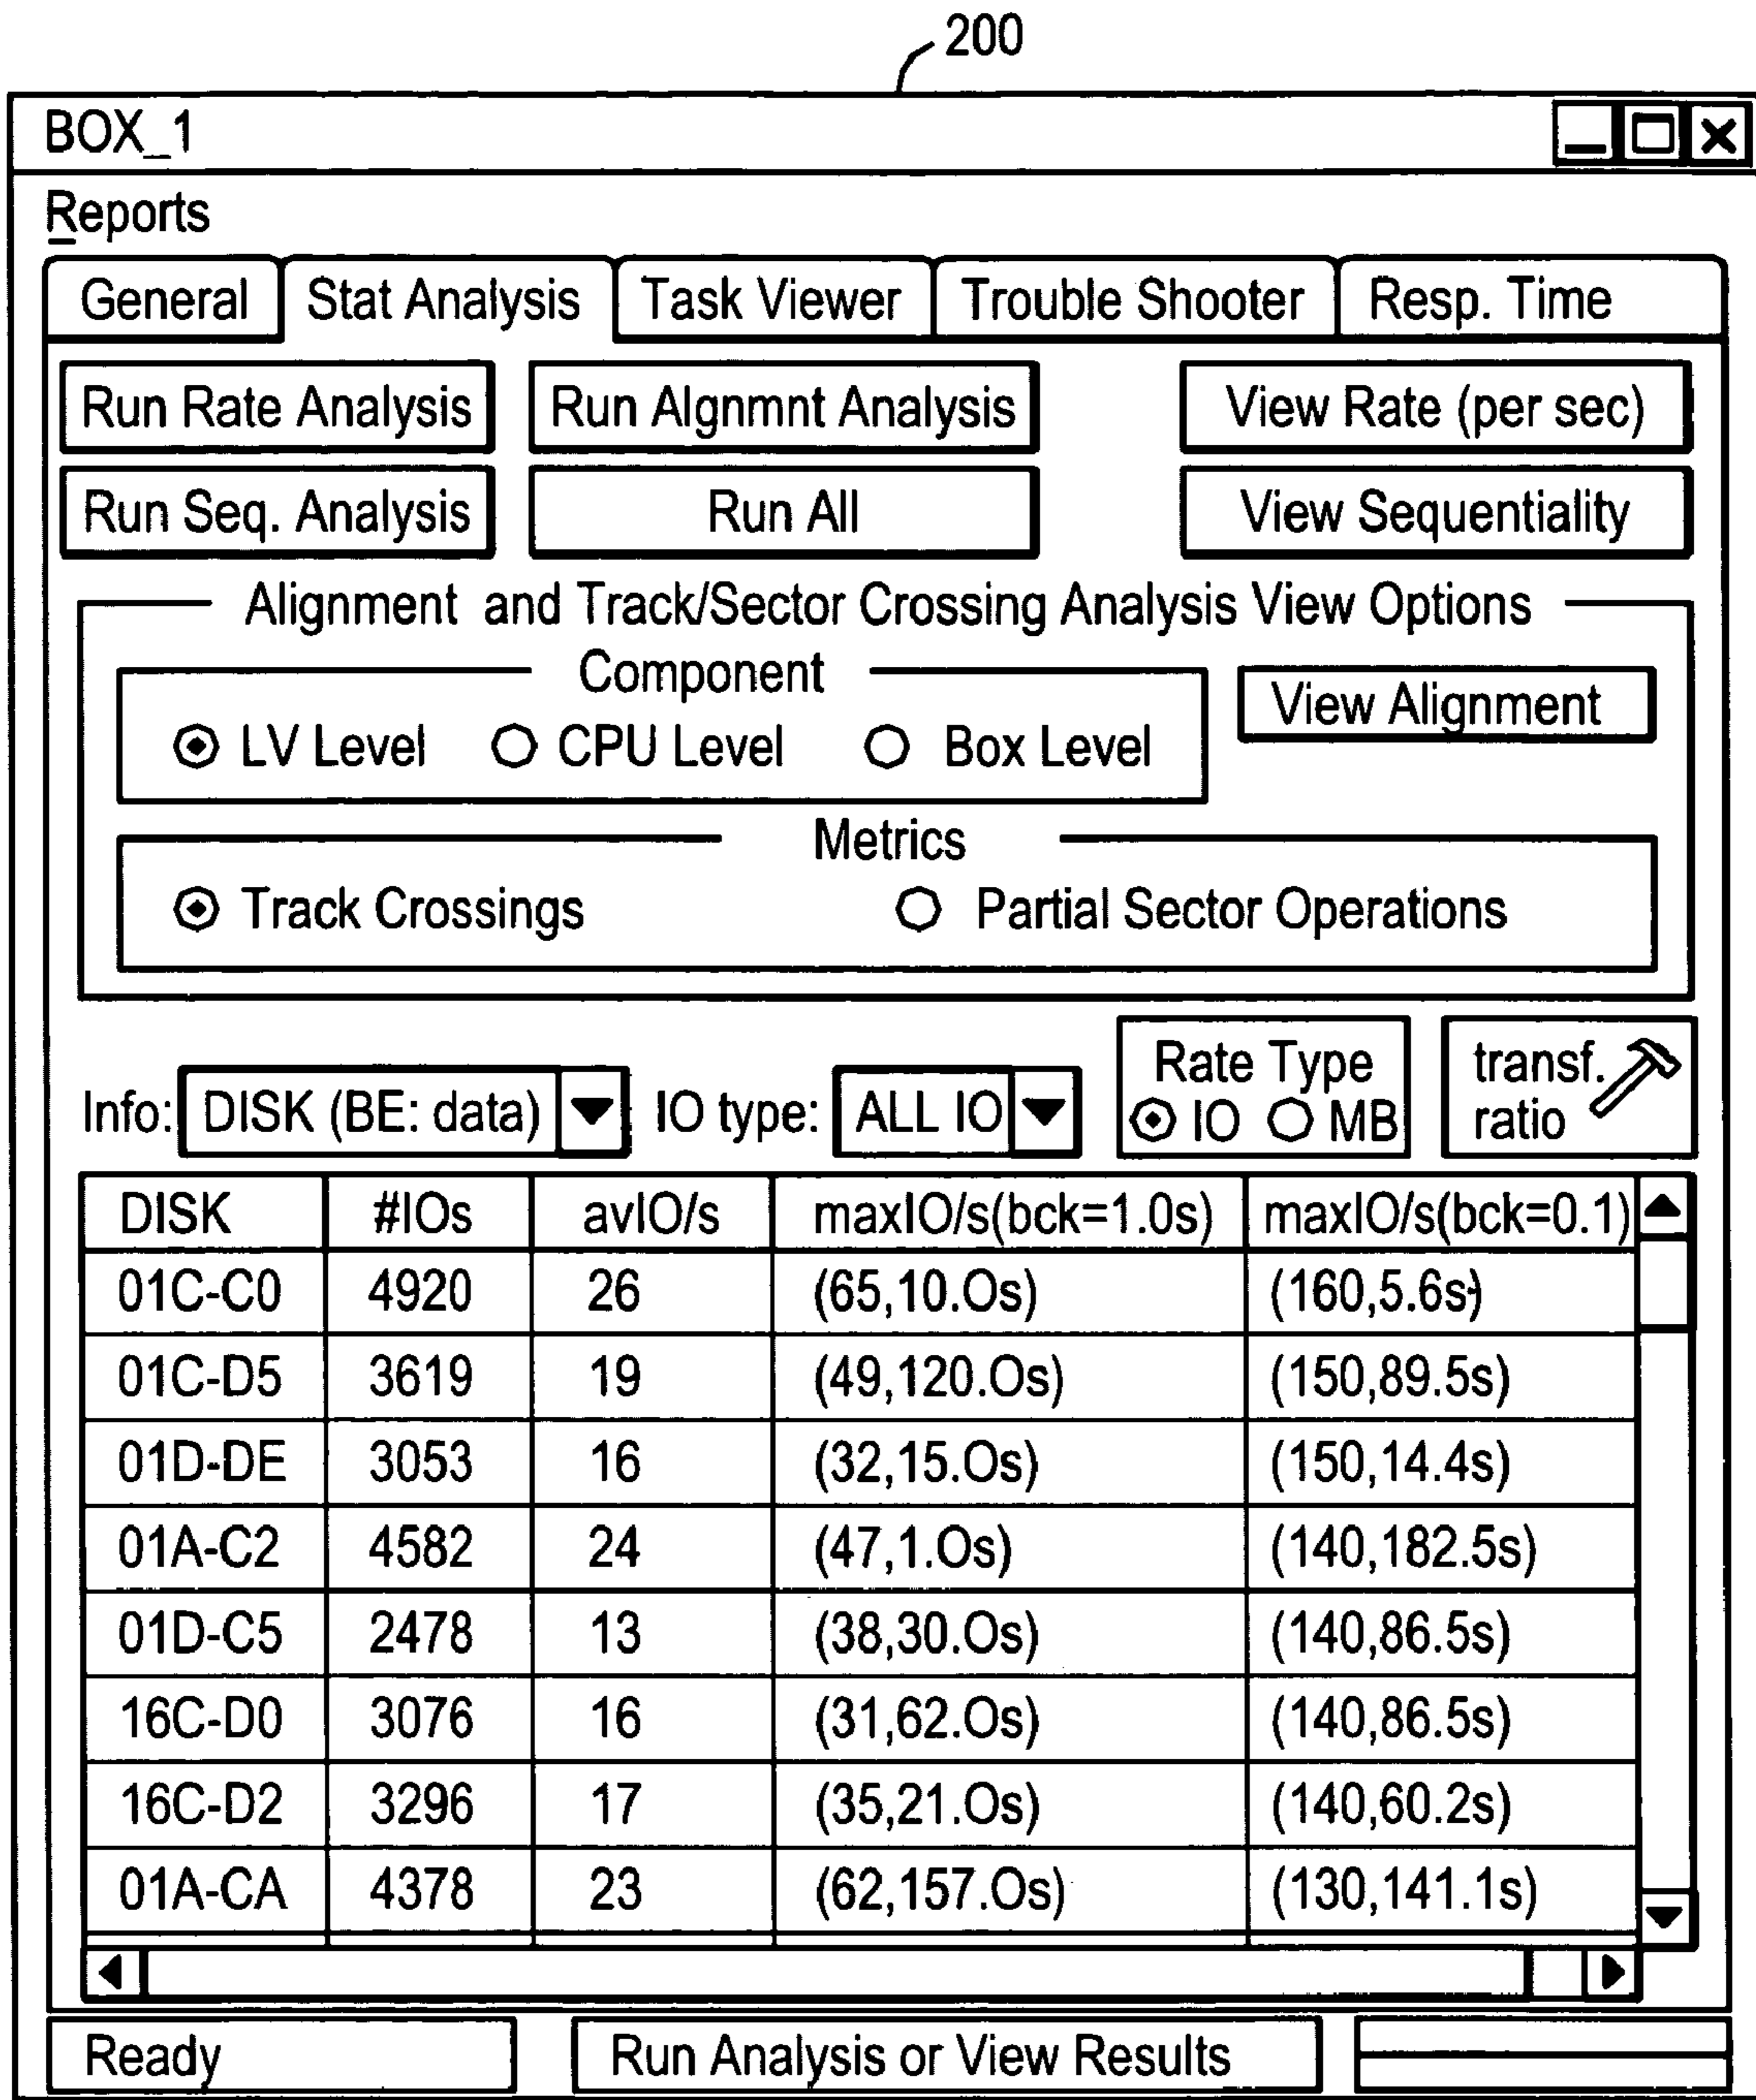 200
BOX_1
Reports
General Stat Analysis Task Viewer Trouble Shooter Resp. Time
Run Rate Analysis Run Algnmnt Analysis View Rate (per sec)
Run Seq. Analysis Run All View Sequentiality
Alignment and Track/Sector Crossing Analysis View Options
Component
View Alignment
LV Level CPU Level Box Level
Metrics
Track Crossings Partial Sector Operations
Rate Type transf.
Info: DISK (BE: data) IO type: ALL IO IO MB ratio
DISK #IOs avIO/s maxIO/s(bck=1.0s) maxIO/s(bck=0.1)
01C-C0 4920 26 (65,10.Os) (160,5.6s)
01C-D5 3619 19 (49,120.Os) (150,89.5s)
01D-DE 3053 16 (32,15.Os) (150,14.4s)
01A-C2 4582 24 (47,1.Os) (140,182.5s)
01D-C5 2478 13 (38,30.Os) (140,86.5s)
16C-D0 3076 16 (31,62.Os) (140,86.5s)
16C-D2 3296 17 (35,21.Os) (140,60.2s)
01A-CA 4378 23 (62,157.Os) (130,141.1s)
Ready Run Analysis or View Results